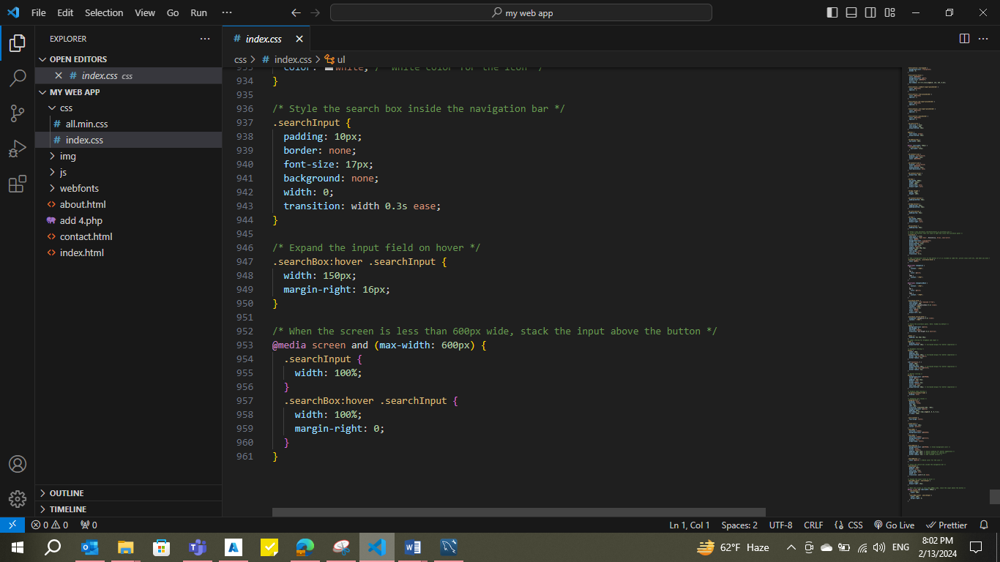 File Edit Selection View Go Run ···
my web app
EXPLORER
OPEN EDITORS
# index.css css
MY WEB APP
css
# all.min.css
# index.css
img
js
webfonts
<> about.html
add 4.php
<> contact.html
<> index.html
OUTLINE
TIMELINE
# index.css
css > # index.css > ul
933 color: white; /* White color for the icon */
934 }
935
936 /* Style the search box inside the navigation bar */
937 .searchInput {
938 padding: 10px;
939 border: none;
940 font-size: 17px;
941 background: none;
942 width: 0;
943 transition: width 0.3s ease;
944 }
945
946 /* Expand the input field on hover */
947 .searchBox:hover .searchInput {
948 width: 150px;
949 margin-right: 16px;
950 }
951
952 /* When the screen is less than 600px wide, stack the input above the button */
953 @media screen and (max-width: 600px) {
954 .searchInput {
955 width: 100%;
956 }
957 .searchBox:hover .searchInput {
958 width: 100%;
959 margin-right: 0;
960 }
961 }
0 0 0
Ln 1, Col 1 Spaces: 2 UTF-8 CRLF {} CSS Go Live Prettier
62°F Haze
ENG
8:02 PM
2/13/2024